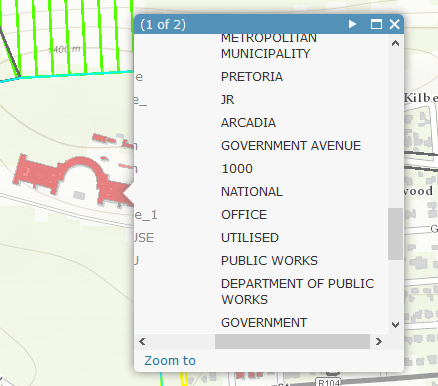 (1 of 2)
METROPOLITAN
MUNICIPALITY
PRETORIA
JR
ARCADIA
GOVERNMENT AVENUE
1000
NATIONAL
e_1 OFFICE
USE UTILISED
PUBLIC WORKS
DEPARTMENT OF PUBLIC
WORKS
GOVERNMENT
Zoom to
1400 m
Kilbe
wood
R104